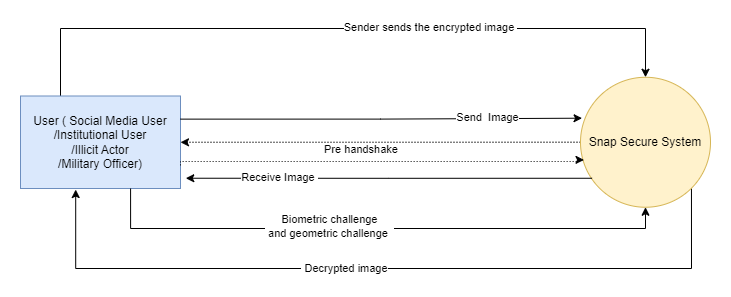 Sender sends the encrypted image
User ( Social Media User
/Institutional User
/Illicit Actor
/Military Officer)
Send Image
Snap Secure System
Pre handshake
Receive Image
Biometric challenge
and geometric challenge
Decrypted image